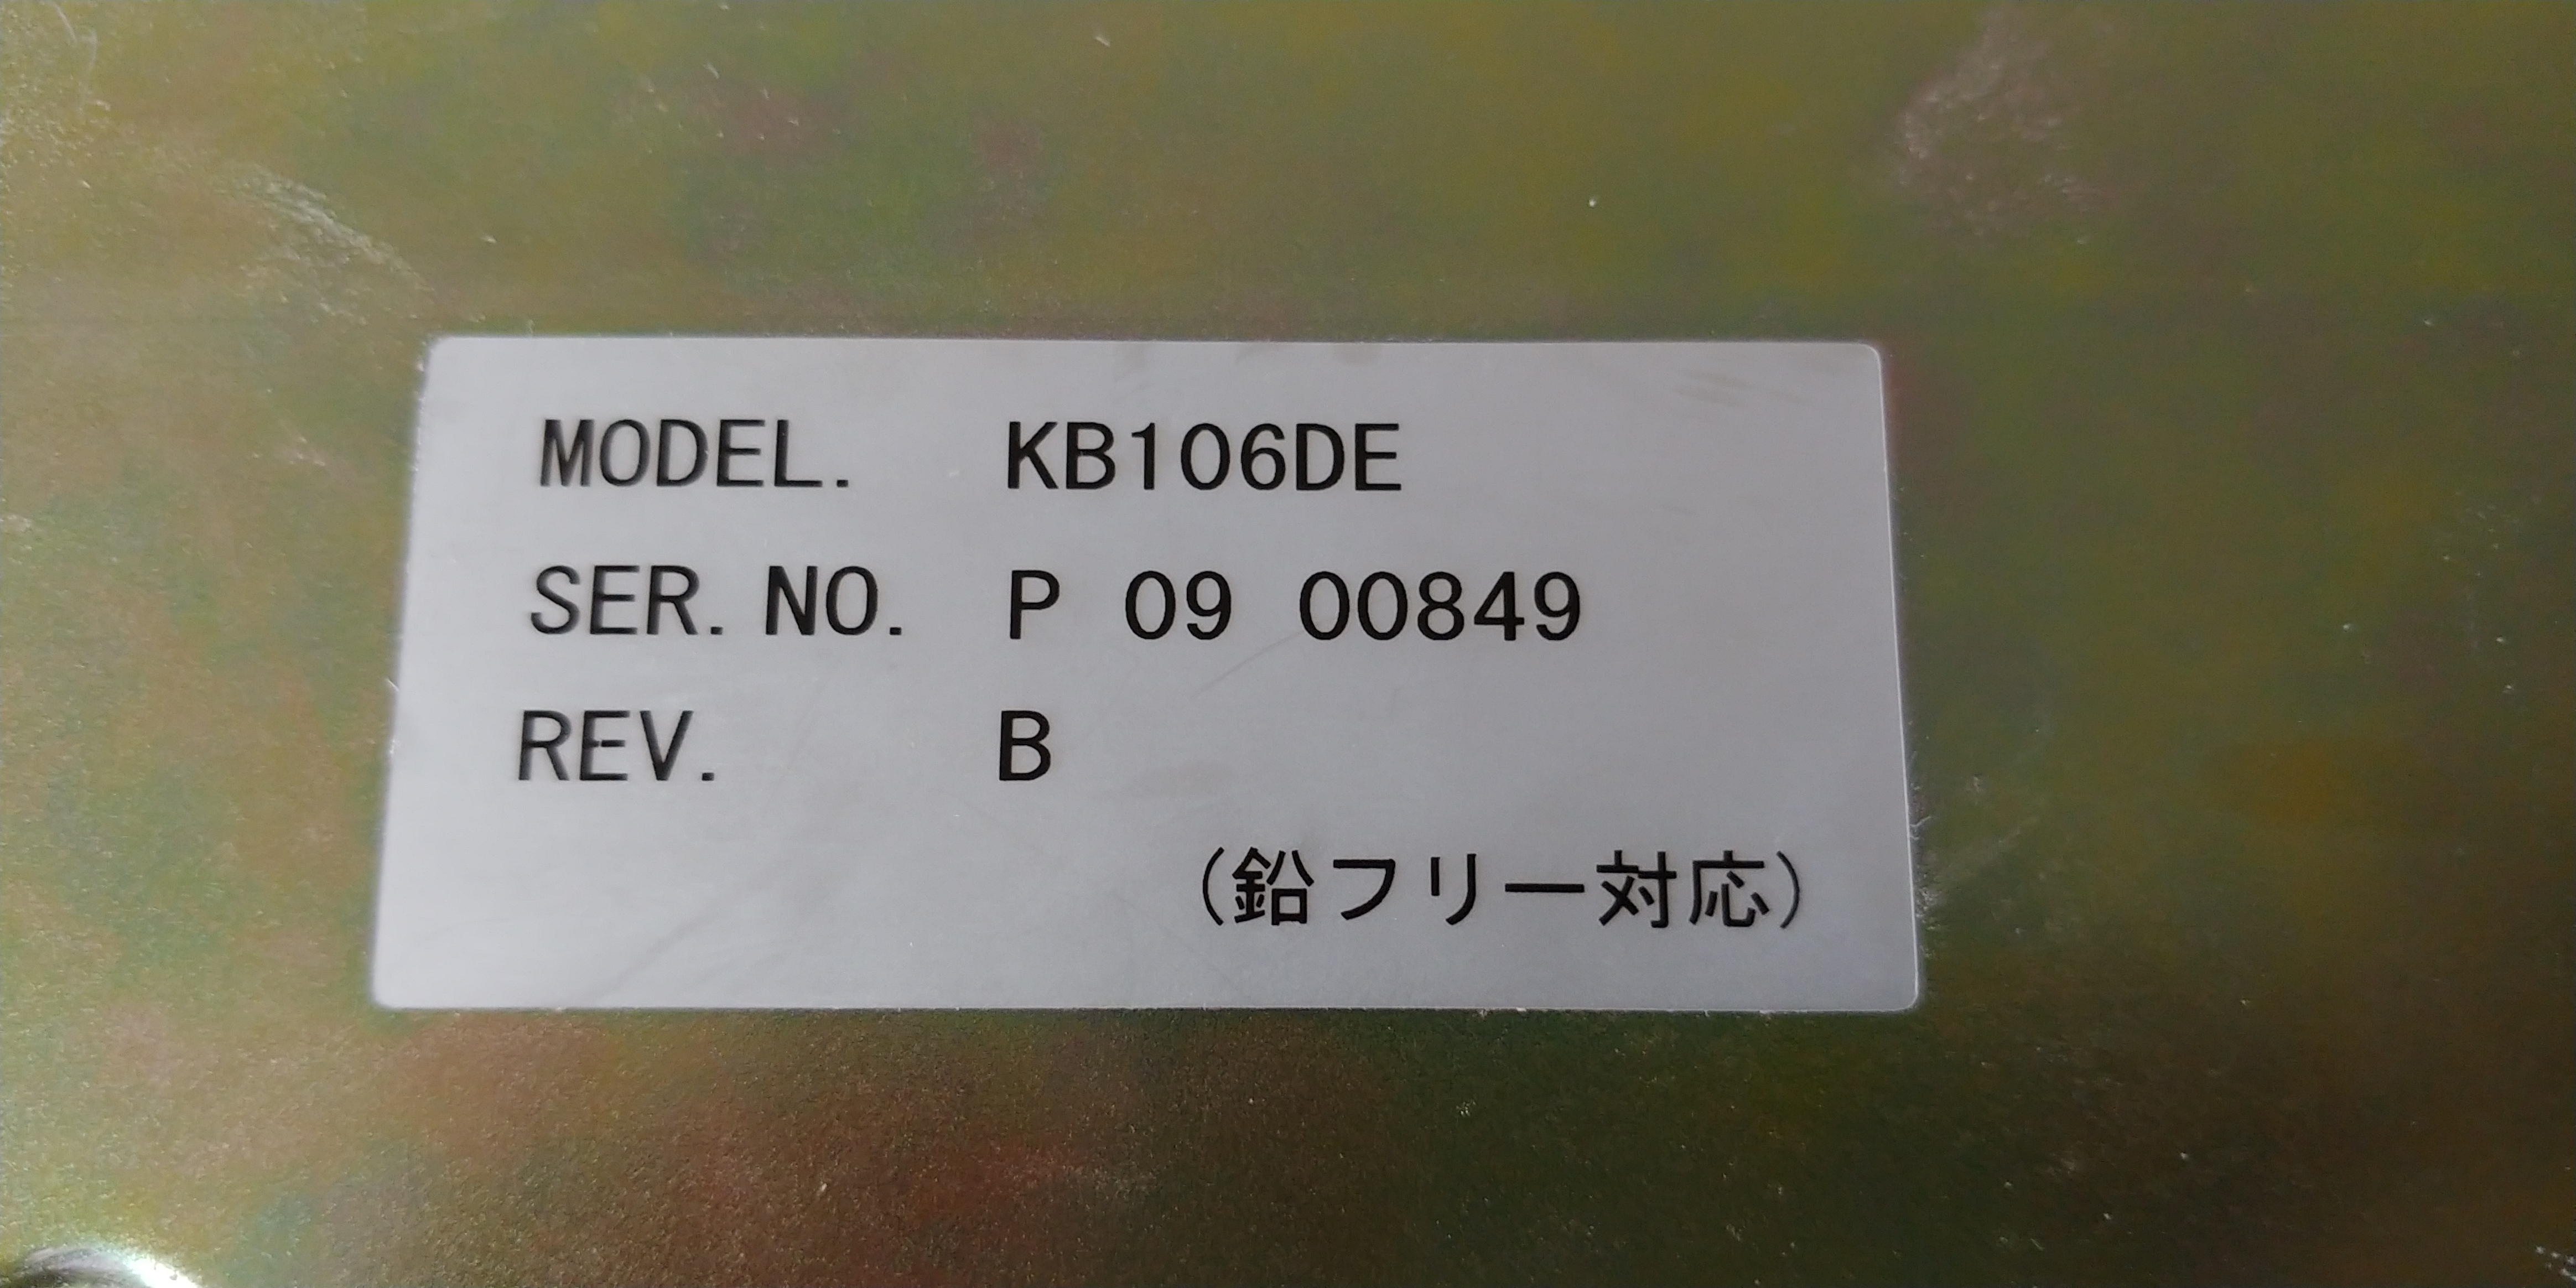 MODEL. KB106DE
SER. NO. P 09 00849
REV. B
(鉛フリー対応)